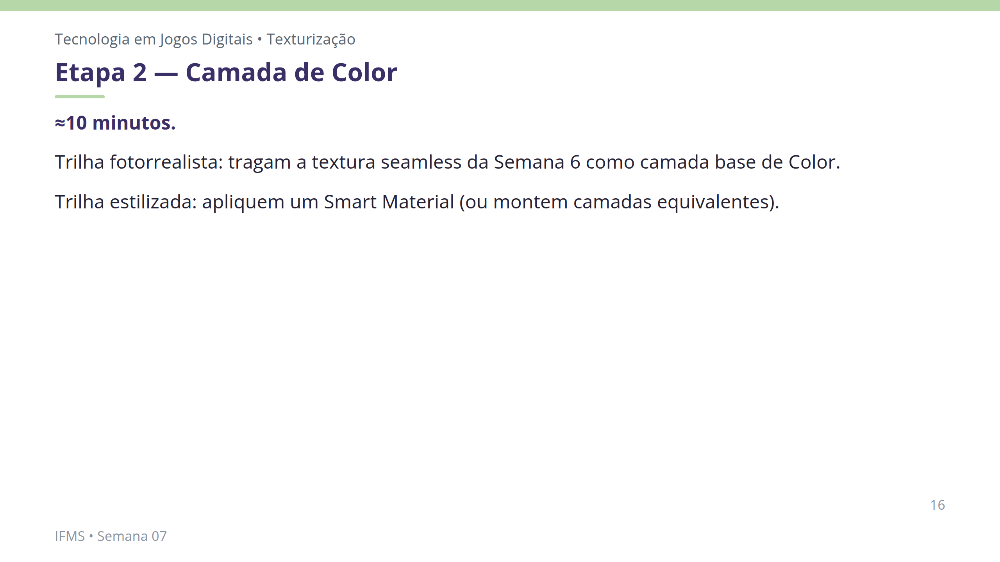 Tecnologia em Jogos Digitais • Texturização
Etapa 2 — Camada de Color
≈10 minutos.
Trilha fotorrealista: tragam a textura seamless da Semana 6 como camada base de Color.
Trilha estilizada: apliquem um Smart Material (ou montem camadas equivalentes).
16
IFMS • Semana 07